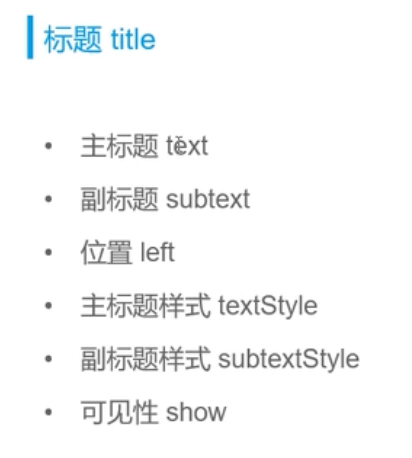 标题 title
• 主标题 text
• 副标题 subtext
• 位置 left
• 主标题样式 textStyle
• 副标题样式 subtextStyle
• 可见性 show